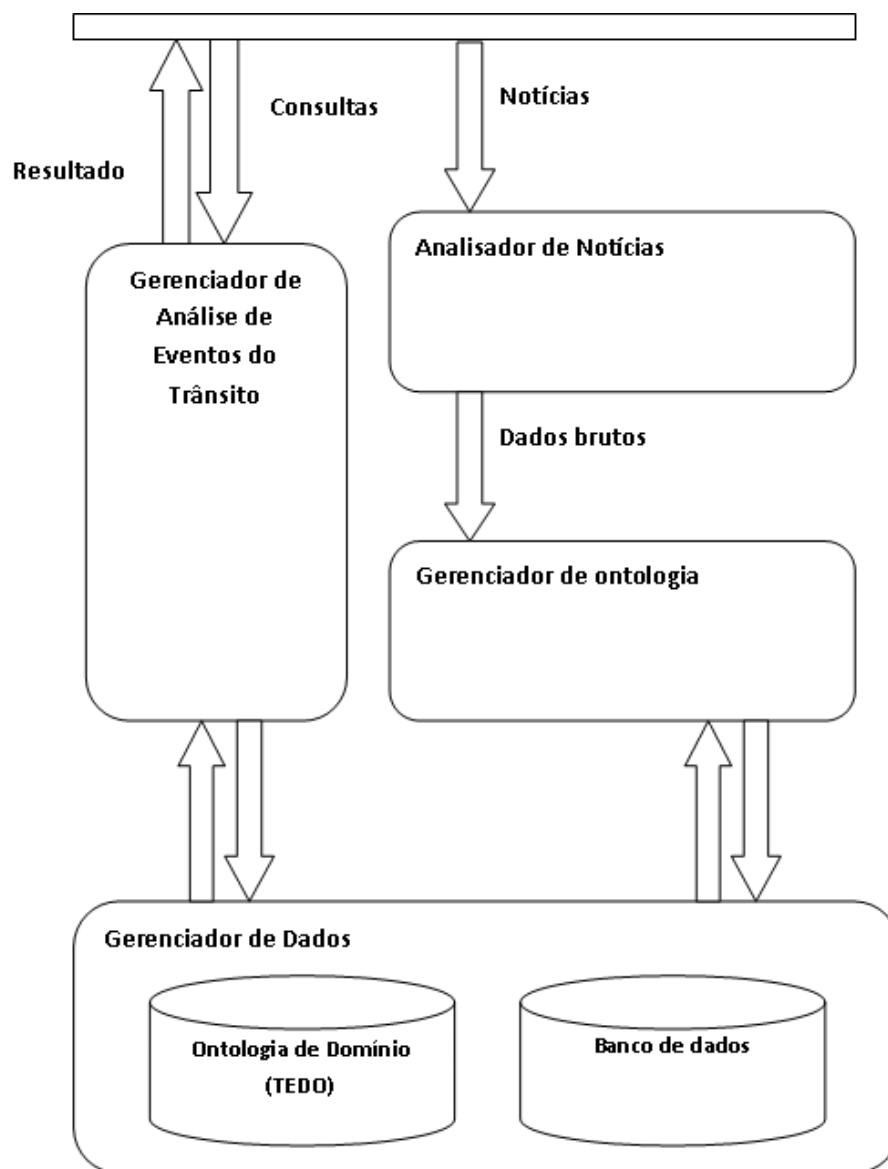 Consultas
Notícias
Resultado
Analisador de Notícias
Gerenciador de
Análise de
Eventos do
Trânsito
Dados brutos
Gerenciador de ontologia
Gerenciador de Dados
Ontologia de Domínio
(TEDO)
Banco de dados